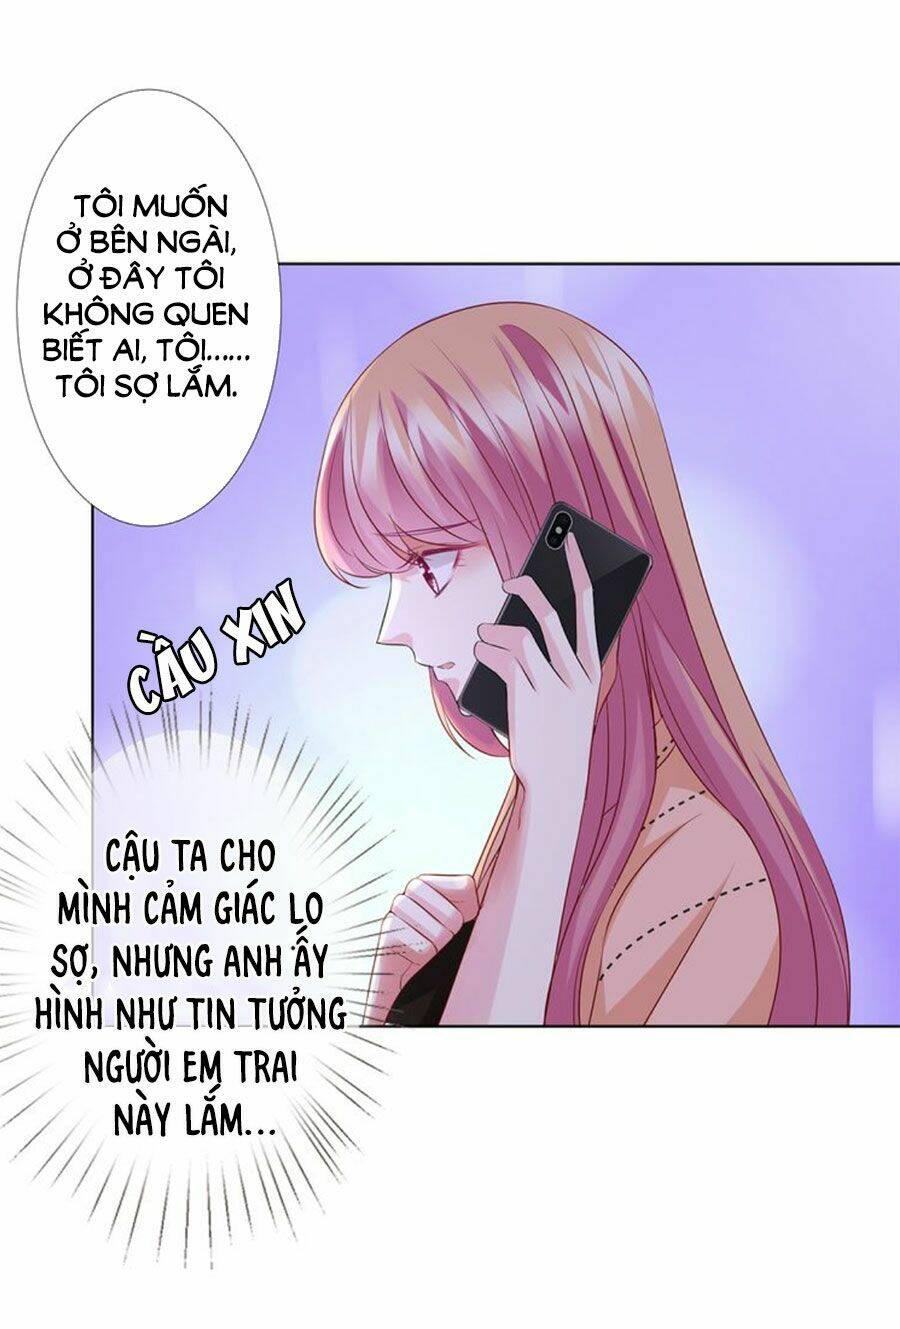 TÔI MUỐN
Ở BÊN NGÀI,
Ở ĐÂY TÔI
KHÔNG QUEN
BIẾT AI, TÔI......
TÔI SỢ LẮM.
CẦU XIN
CẬU TA CHO
MÌNH CẢM GIÁC LO
SỢ, NHƯNG ANH ẤY
HÌNH NHƯ TIN TƯỞNG
NGƯỜI EM TRAI
NÀY LẮM...